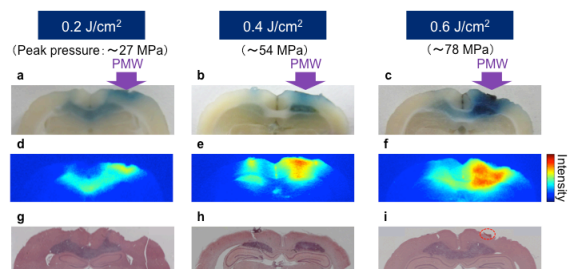 0.2 J/cm²
0.4 J/cm²
0.6 J/cm²
(Peak pressure: ~27 MPa)
(~54 MPa)
(~78 MPa)
PMW
PMW
PMW
a
b
c
d
e
f
Intensity
g
h
i